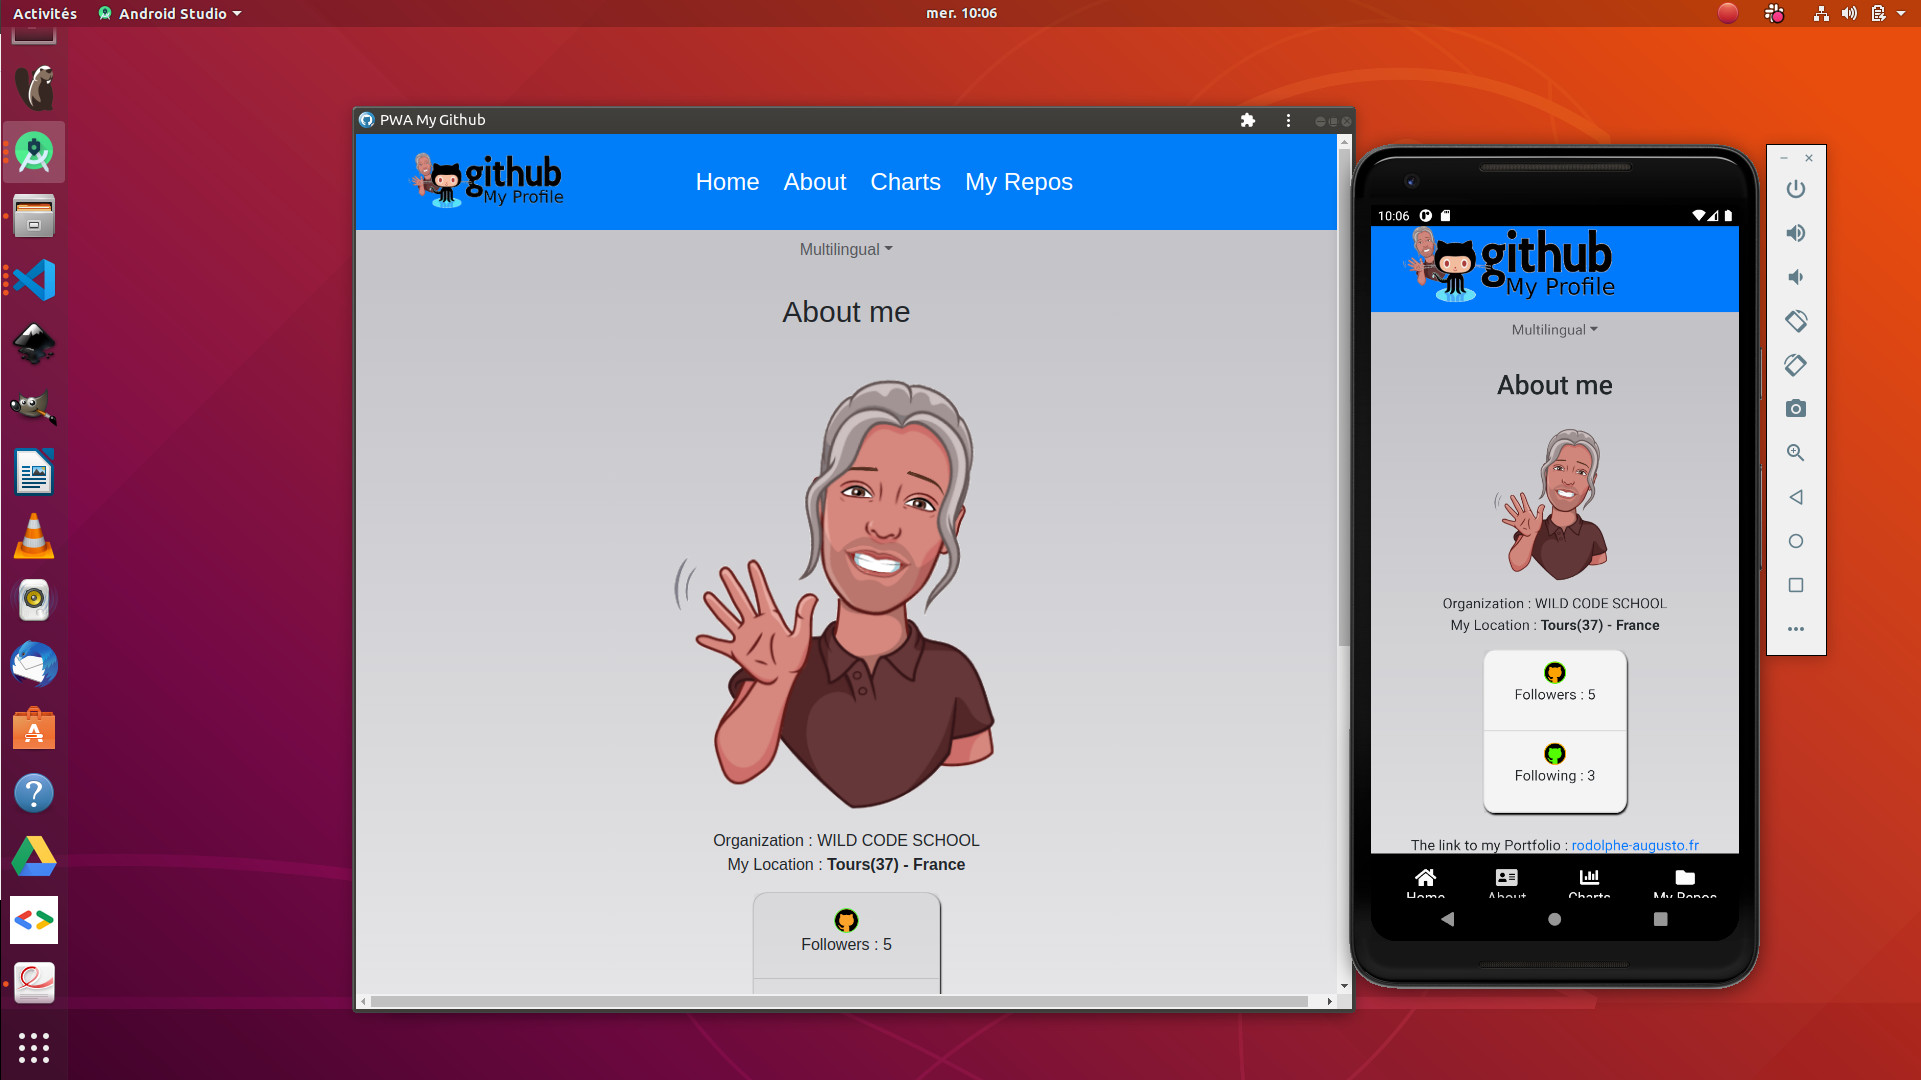 Activités
Android Studio
mer. 10:06
PWA My Github
github
My Profile
Home About Charts My Repos
Multilingual
About me
Organization : WILD CODE SCHOOL
My Location : Tours(37) - France
Followers : 5
10:06
github
My Profile
Multilingual
About me
Organization : WILD CODE SCHOOL
My Location : Tours(37) - France
Followers : 5
Following : 3
The link to my Portfolio : rodolphe-augusto.fr
Home About Charts My Repos